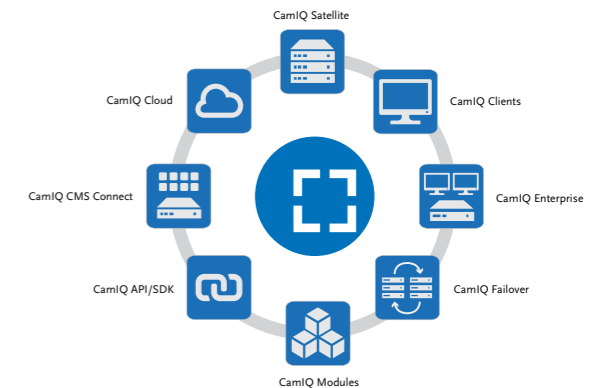 CamIQ Satellite
CamIQ Cloud
CamIQ Clients
CamIQ CMS Connect
CamIQ Enterprise
CamIQ API/SDK
CamIQ Failover
CamIQ Modules